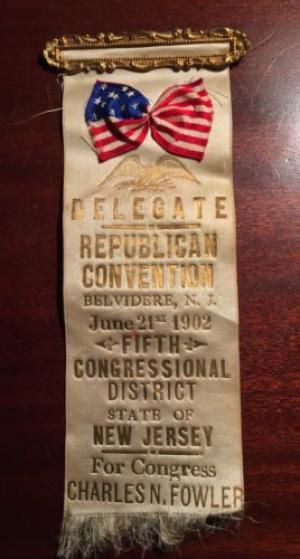 DELEGATE
REPUBLICAN
CONVENTION
BELVIDERE, N. J.
June 21st 1902
FIFTH
CONGRESSIONAL
DISTRICT
STATE OF
NEW JERSEY
For Congress
CHARLES N. FOWLER